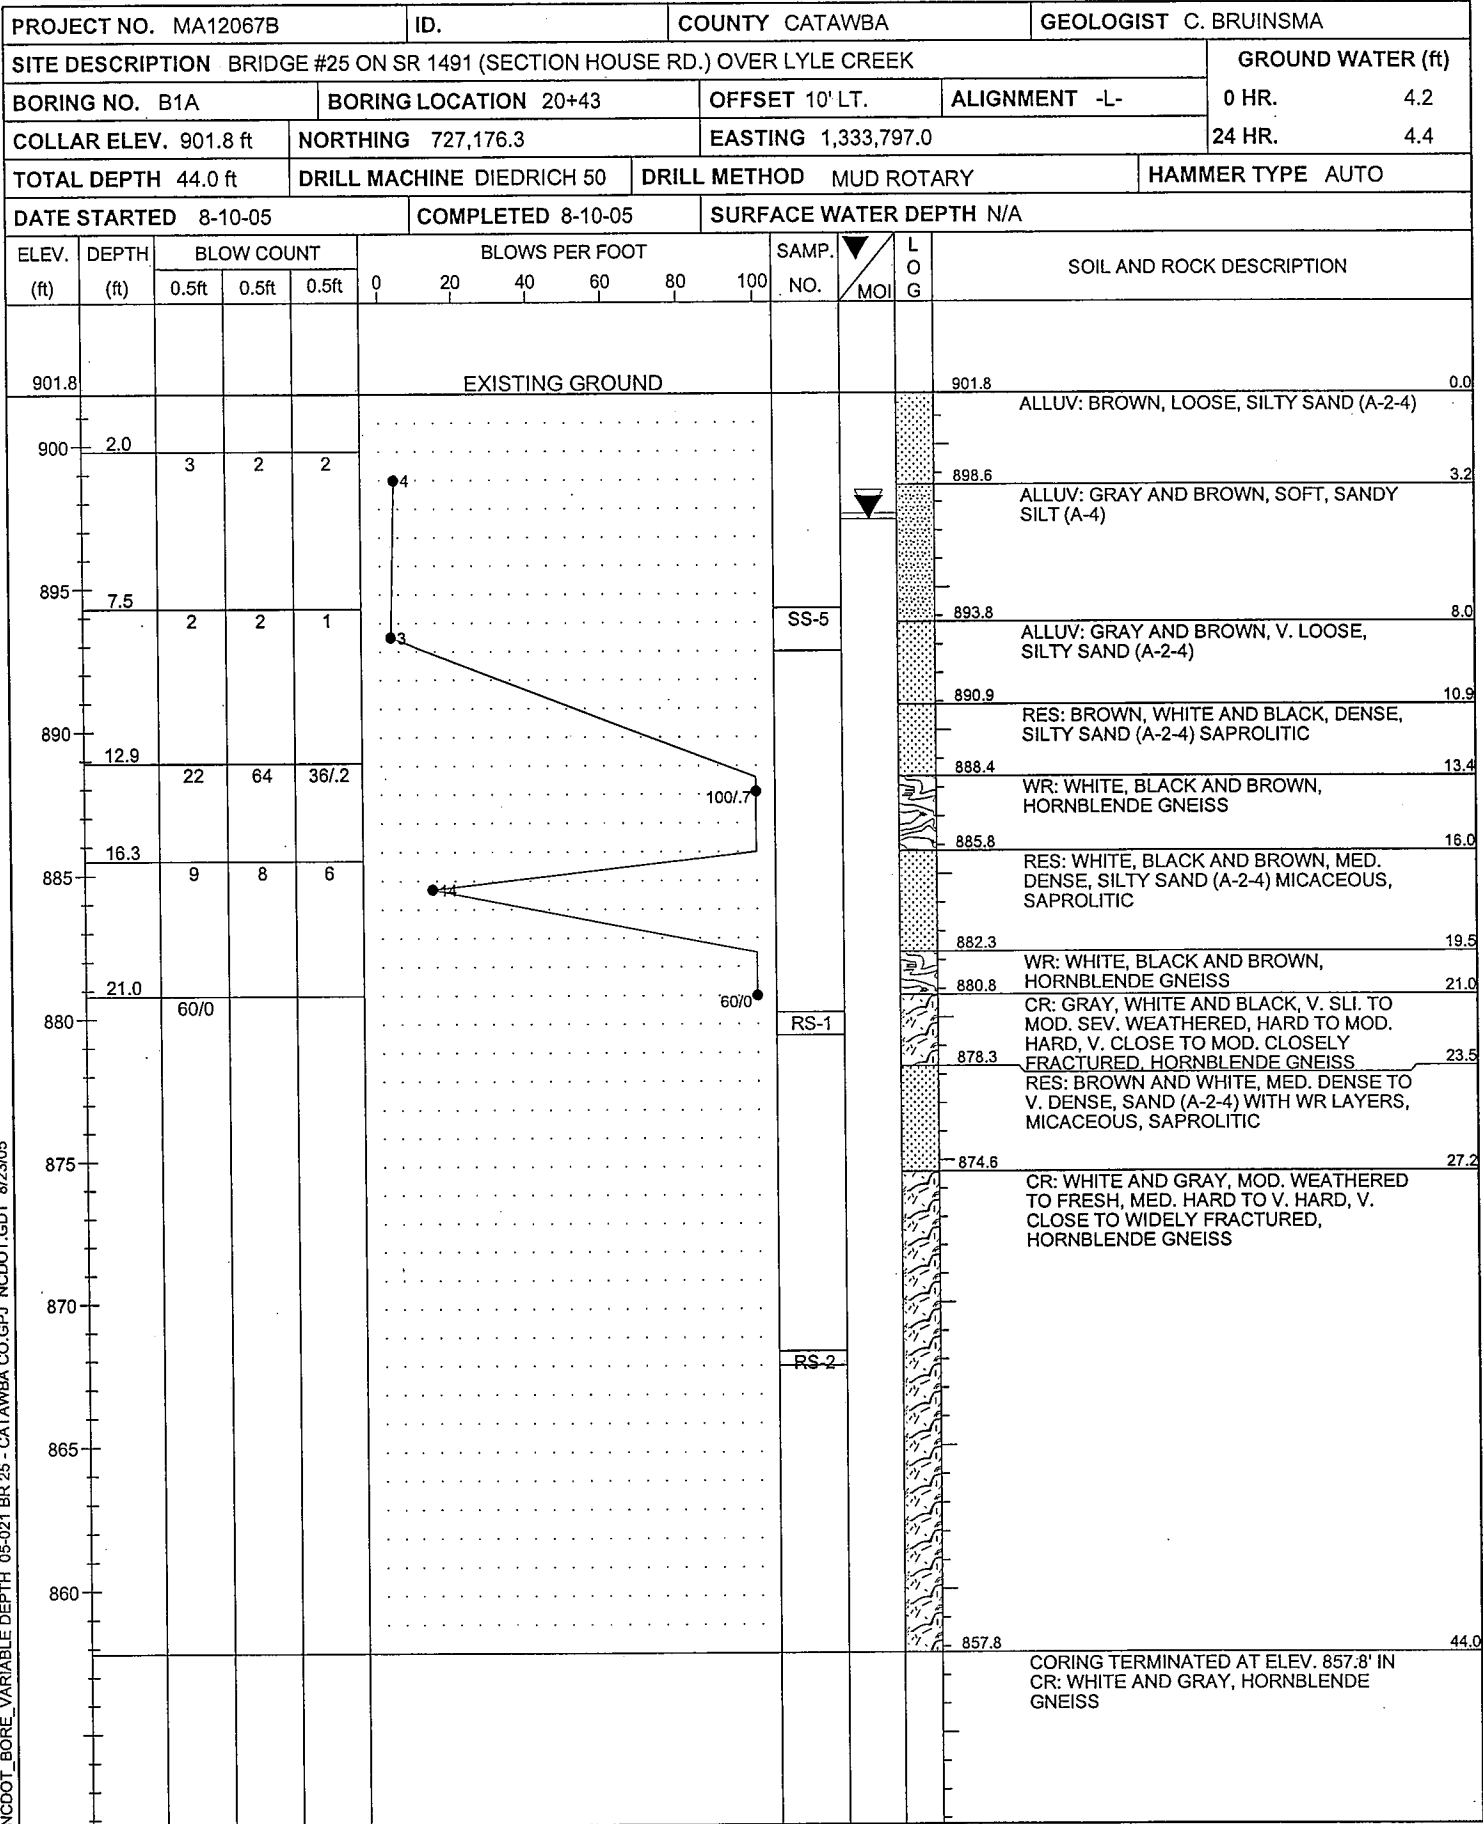 PROJECT NO. MA12067B ID. COUNTY CATAWBA GEOLOGIST C. BRUINSMA
SITE DESCRIPTION BRIDGE #25 ON SR 1491 (SECTION HOUSE RD.) OVER LYLE CREEK GROUND WATER (ft)
BORING NO. B1A BORING LOCATION 20+43 OFFSET 10' LT. ALIGNMENT -L- 0 HR. 4.2
COLLAR ELEV. 901.8 ft NORTHING 727,176.3 EASTING 1,333,797.0 24 HR. 4.4
TOTAL DEPTH 44.0 ft DRILL MACHINE DIEDRICH 50 DRILL METHOD MUD ROTARY HAMMER TYPE AUTO
DATE STARTED 8-10-05 COMPLETED 8-10-05 SURFACE WATER DEPTH N/A
ELEV. DEPTH BLOW COUNT BLOWS PER FOOT SAMP. LOG SOIL AND ROCK DESCRIPTION
(ft) (ft) 0.5ft 0.5ft 0.5ft 0 20 40 60 80 100 NO. MOI
901.8 EXISTING GROUND 901.8 0.0
ALLUV: BROWN, LOOSE, SILTY SAND (A-2-4)
900 2.0
3 2 2
4
898.6 3.2
ALLUV: GRAY AND BROWN, SOFT, SANDY
SILT (A-4)
895 7.5
2 2 1 SS-5
3
893.8 8.0
ALLUV: GRAY AND BROWN, V. LOOSE,
SILTY SAND (A-2-4)
890.9 10.9
RES: BROWN, WHITE AND BLACK, DENSE,
SILTY SAND (A-2-4) SAPROLITIC
890 12.9
22 64 36/.2
100/.7
888.4 13.4
WR: WHITE, BLACK AND BROWN,
HORNBLENDE GNEISS
885.8 16.0
16.3
885 9 8 6
14
RES: WHITE, BLACK AND BROWN, MED.
DENSE, SILTY SAND (A-2-4) MICACEOUS,
SAPROLITIC
882.3 19.5
WR: WHITE, BLACK AND BROWN,
HORNBLENDE GNEISS
880.8 21.0
21.0
60/0
60/0
880 RS-1
CR: GRAY, WHITE AND BLACK, V. SLI. TO
MOD. SEV. WEATHERED, HARD TO MOD.
HARD, V. CLOSE TO MOD. CLOSELY
FRACTURED, HORNBLENDE GNEISS
878.3 23.5
RES: BROWN AND WHITE, MED. DENSE TO
V. DENSE, SAND (A-2-4) WITH WR LAYERS,
MICACEOUS, SAPROLITIC
875
874.6 27.2
CR: WHITE AND GRAY, MOD. WEATHERED
TO FRESH, MED. HARD TO V. HARD, V.
CLOSE TO WIDELY FRACTURED,
HORNBLENDE GNEISS
870
RS-2
865
860
857.8 44.0
CORING TERMINATED AT ELEV. 857.8' IN
CR: WHITE AND GRAY, HORNBLENDE
GNEISS
NCDOT_BORE_VARIABLE DEPTH 05-021 BR 25 - CATAWBA CO.GPJ NCDOT.GDT 8/23/05